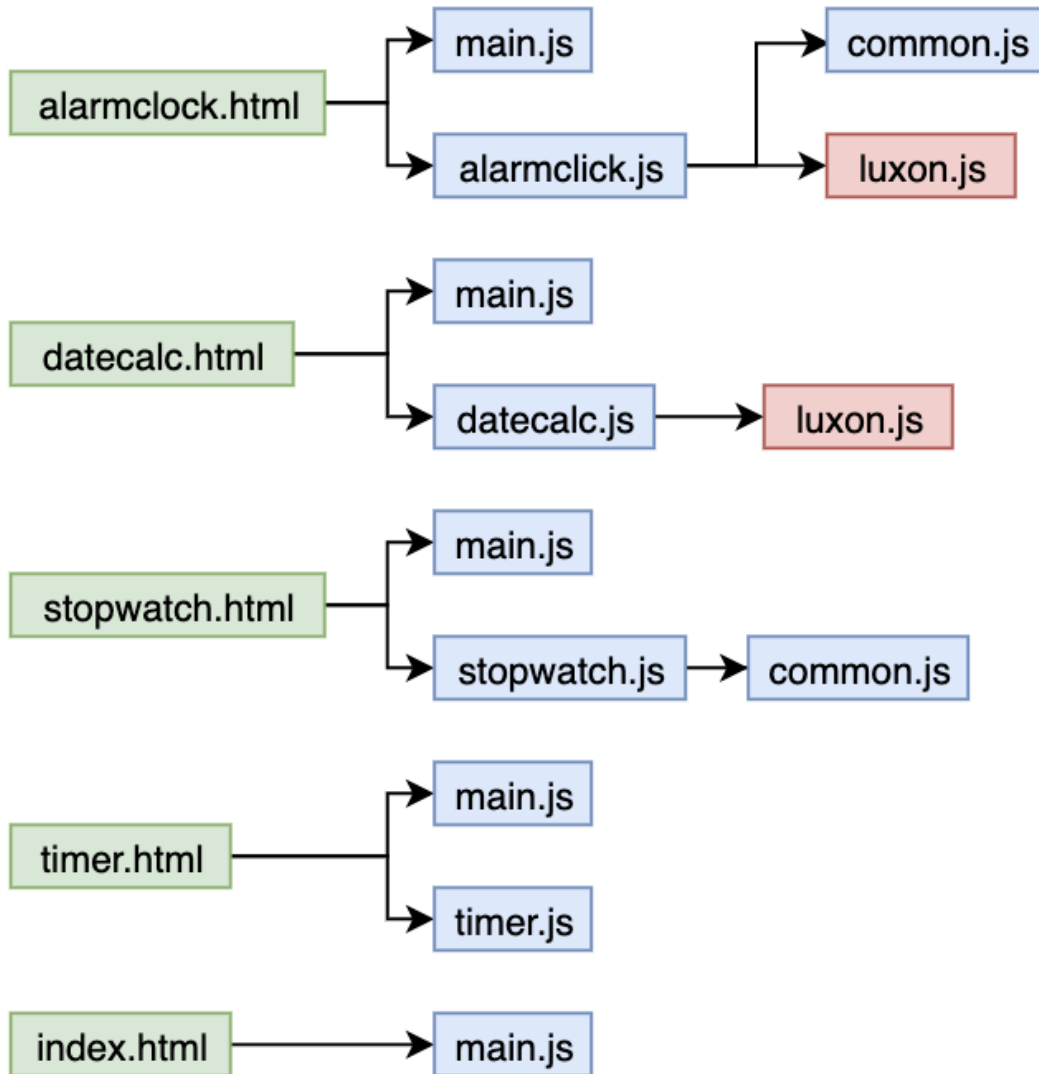 main.js
common.js
alarmclock.html
alarmclick.js
luxon.js
main.js
datecalc.html
datecalc.js
luxon.js
main.js
stopwatch.html
stopwatch.js
common.js
main.js
timer.html
timer.js
index.html
main.js